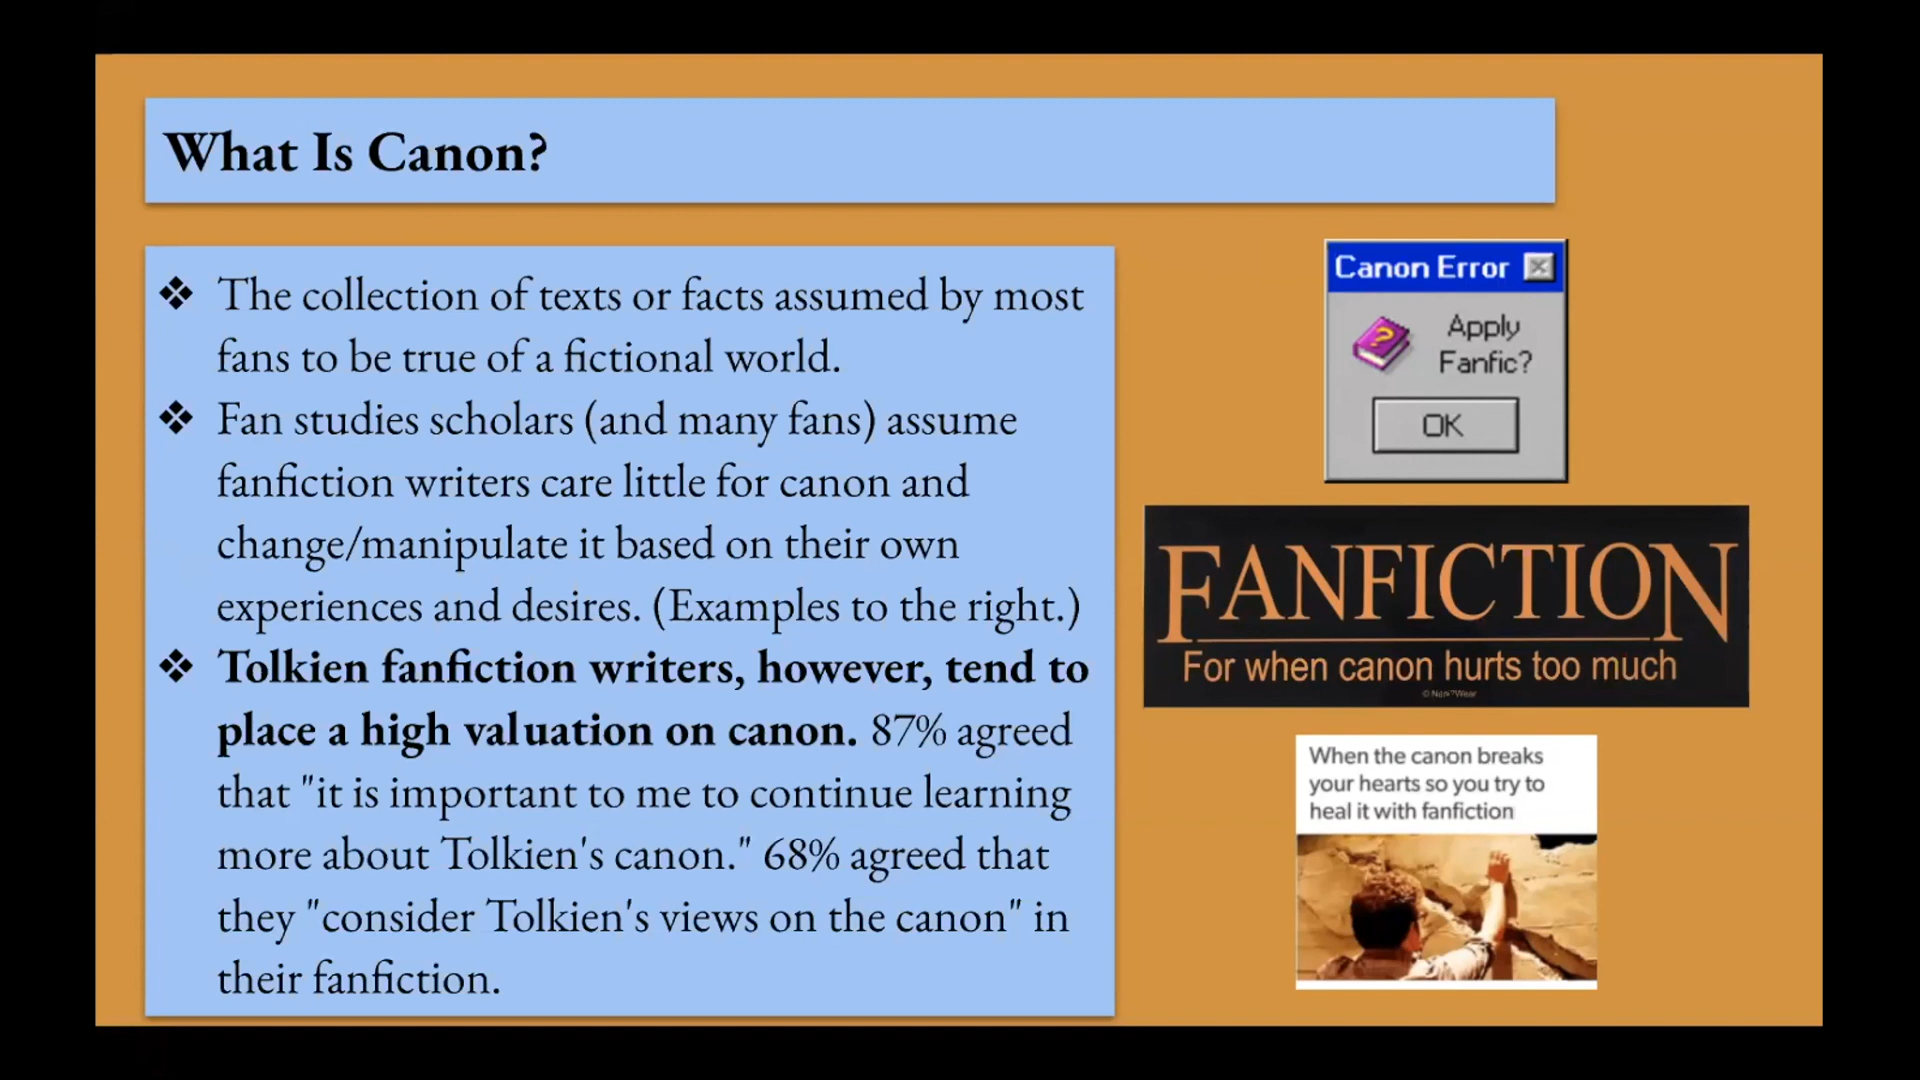 What Is Canon?
❖ The collection of texts or facts assumed by most
fans to be true of a fictional world.
❖ Fan studies scholars (and many fans) assume
fanfiction writers care little for canon and
change/manipulate it based on their own
experiences and desires. (Examples to the right.)
❖ Tolkien fanfiction writers, however, tend to
place a high valuation on canon. 87% agreed
that "it is important to me to continue learning
more about Tolkien's canon." 68% agreed that
they "consider Tolkien's views on the canon" in
their fanfiction.
Canon Error
Apply
Fanfic?
OK
FANFICTION
For when canon hurts too much
When the canon breaks
your hearts so you try to
heal it with fanfiction